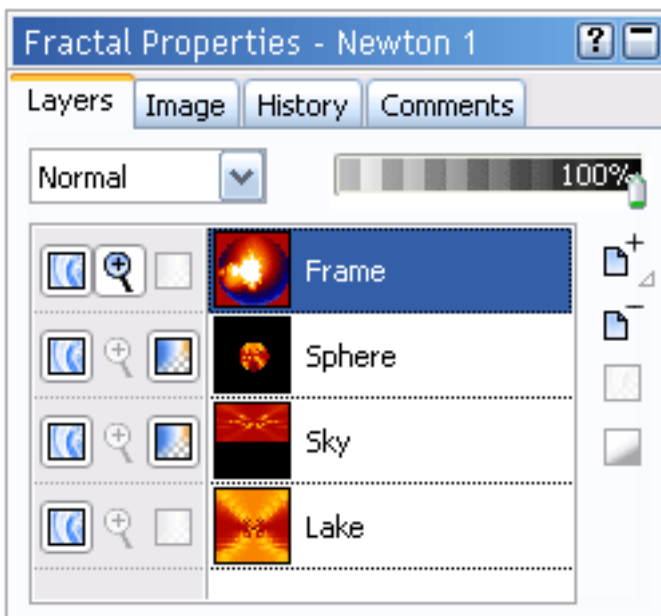 Fractal Properties - Newton 1
Layers Image History Comments
Normal 100%
Frame
Sphere
Sky
Lake